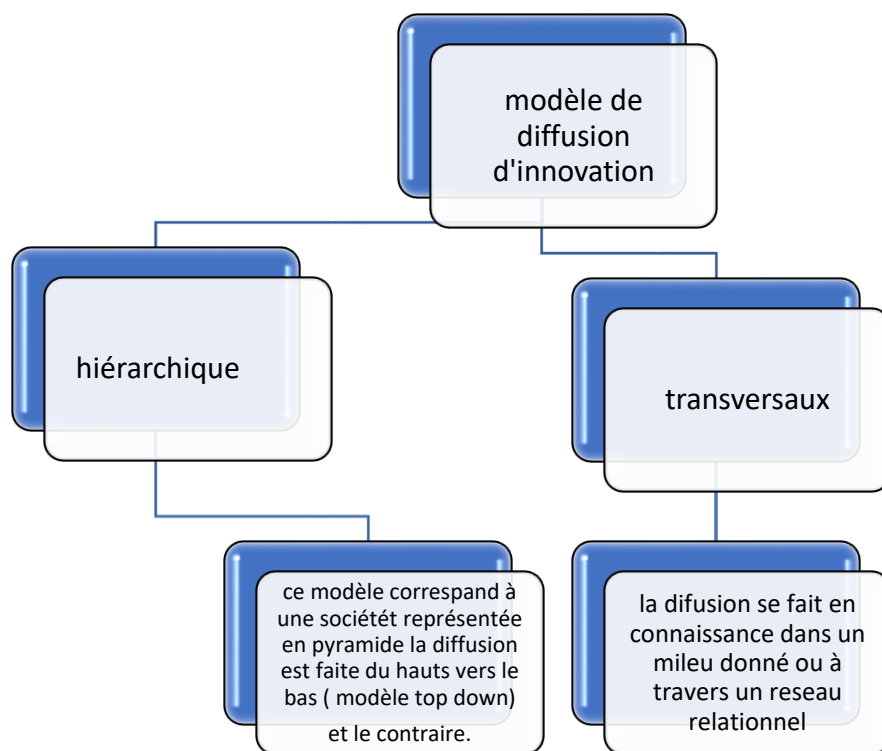 modèle de
diffusion
d'innovation
hiérarchique
transversaux
ce modèle correspand à
une sociétét représentée
en pyramide la diffusion
est faite du hauts vers le
bas ( modèle top down)
et le contraire.
la difusion se fait en
connaissance dans un
mileu donné ou à
travers un reseau
relationnel